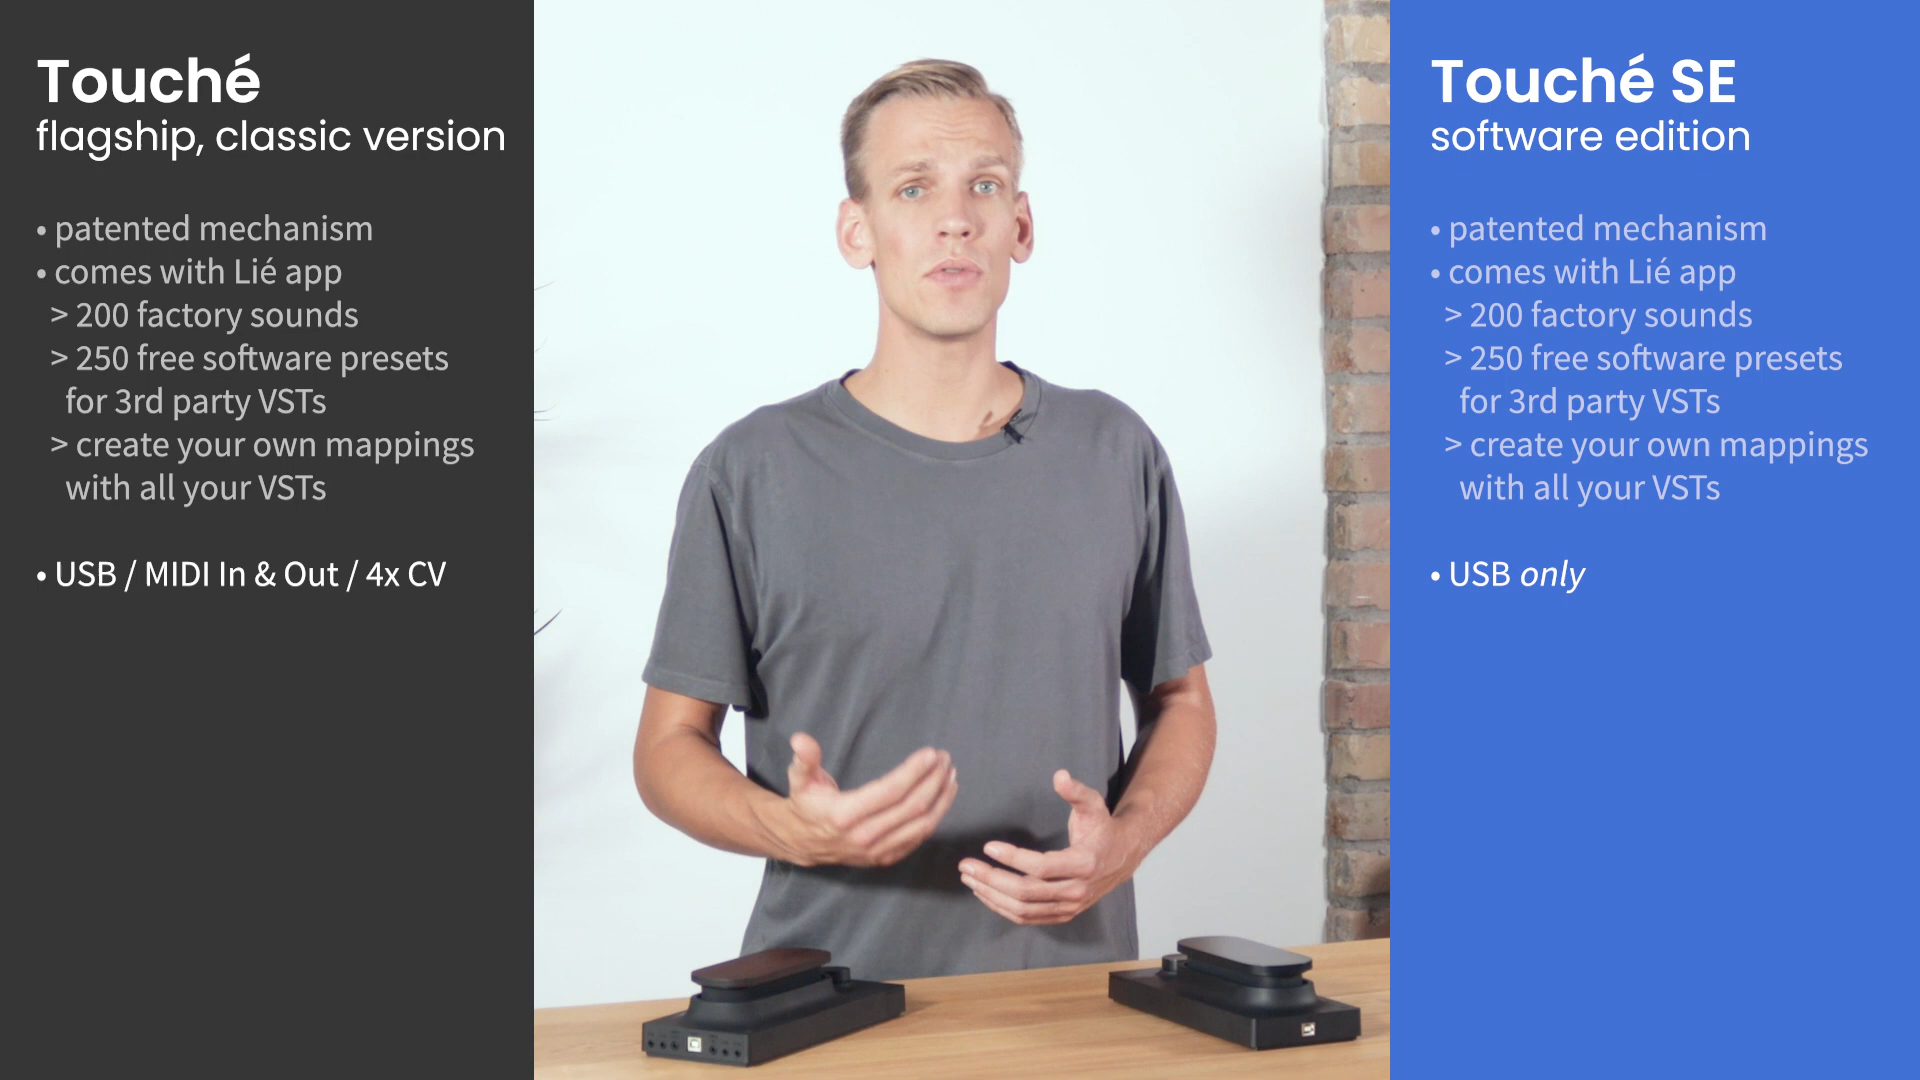 Touché
flagship, classic version
• patented mechanism
• comes with Lié app
> 200 factory sounds
> 250 free software presets
for 3rd party VSTs
> create your own mappings
with all your VSTs
• USB / MIDI In & Out / 4x CV
Touché SE
software edition
• patented mechanism
• comes with Lié app
> 200 factory sounds
> 250 free software presets
for 3rd party VSTs
> create your own mappings
with all your VSTs
• USB only